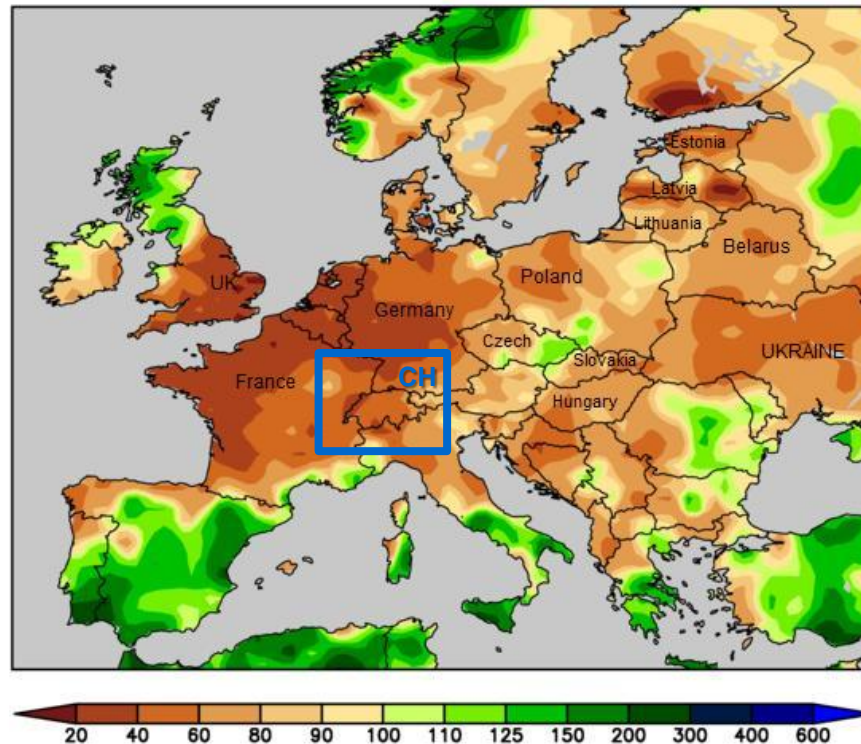 Estonia
Latvia
Lithuania
Belarus
UK
Poland
Germany
Czech
Slovakia
UKRAINE
France
CH
Hungary
20 40 60 80 90 100 110 125 150 200 300 400 600